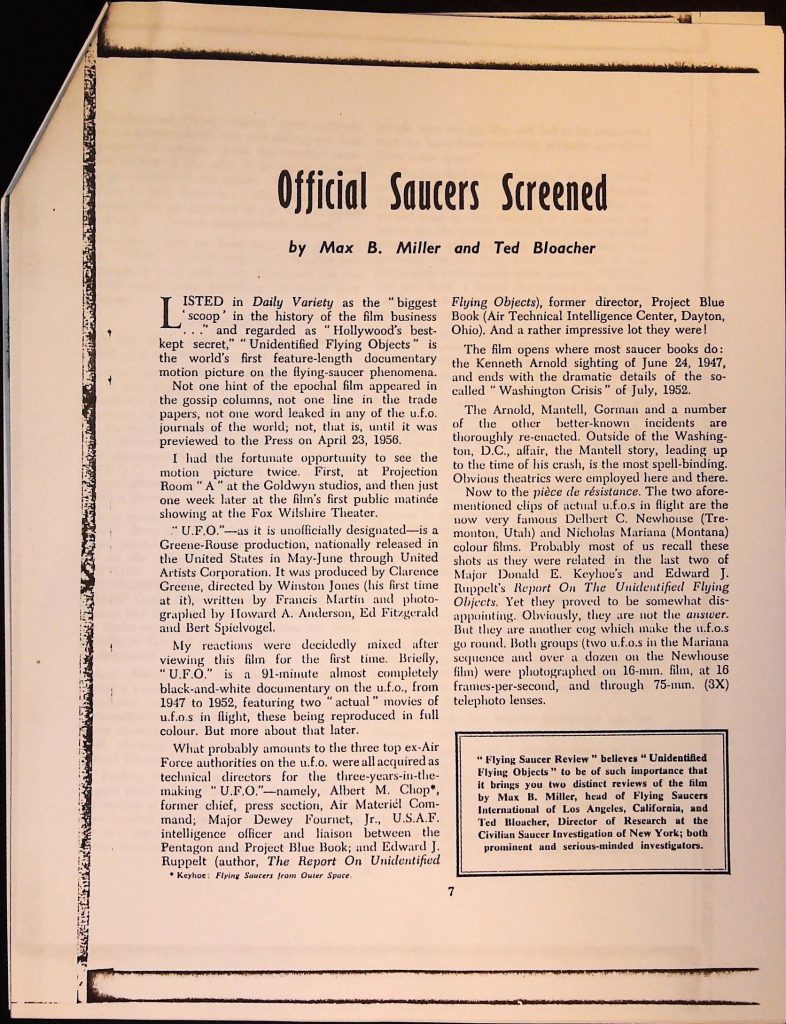 Official Saucers Screened
by Max B. Miller and Ted Bloacher
LISTED in Daily Variety as the "biggest
'scoop' in the history of the film business
. . ." and regarded as "Hollywood's best-
kept secret," "Unidentified Flying Objects" is
the world's first feature-length documentary
motion picture on the flying-saucer phenomena.
Not one hint of the epochal film appeared in
the gossip columns, not one line in the trade
papers, not one word leaked in any of the u.f.o.
journals of the world; not, that is, until it was
previewed to the Press on April 23, 1956.
I had the fortunate opportunity to see the
motion picture twice. First, at Projection
Room "A" at the Goldwyn studios, and then just
one week later at the film's first public matinée
showing at the Fox Wilshire Theater.
"U.F.O."—as it is unofficially designated—is a
Greene-Rouse production, nationally released in
the United States in May-June through United
Artists Corporation. It was produced by Clarence
Greene, directed by Winston Jones (his first time
at it), written by Francis Martin and photo-
graphed by Howard A. Anderson, Ed Fitzgerald
and Bert Spielvogel.
My reactions were decidedly mixed after
viewing this film for the first time. Briefly,
"U.F.O." is a 91-minute almost completely
black-and-white documentary on the u.f.o., from
1947 to 1952, featuring two "actual" movies of
u.f.o.s in flight, these being reproduced in full
colour. But more about that later.
What probably amounts to the three top ex-Air
Force authorities on the u.f.o. were all acquired as
technical directors for the three-years-in-the-
making "U.F.O."—namely, Albert M. Chop*,
former chief, press section, Air Materiél Com-
mand; Major Dewey Fournet, Jr., U.S.A.F.
intelligence officer and liaison between the
Pentagon and Project Blue Book; and Edward J.
Ruppelt (author, The Report On Unidentified
* Keyhoe: Flying Saucers from Outer Space.
Flying Objects), former director, Project Blue
Book (Air Technical Intelligence Center, Dayton,
Ohio). And a rather impressive lot they were!
The film opens where most saucer books do:
the Kenneth Arnold sighting of June 24, 1947,
and ends with the dramatic details of the so-
called "Washington Crisis" of July, 1952.
The Arnold, Mantell, Gorman and a number
of the other better-known incidents are
thoroughly re-enacted. Outside of the Washing-
ton, D.C., affair, the Mantell story, leading up
to the time of his crash, is the most spell-binding.
Obvious theatrics were employed here and there.
Now to the pièce de résistance. The two afore-
mentioned clips of actual u.f.o.s in flight are the
now very famous Delbert C. Newhouse (Tre-
monton, Utah) and Nicholas Mariana (Montana)
colour films. Probably most of us recall these
shots as they were related in the last two of
Major Donald E. Keyhoe's and Edward J.
Ruppelt's Report On The Unidentified Flying
Objects. Yet they proved to be somewhat dis-
appointing. Obviously, they are not the answer.
But they are another cog which make the u.f.o.s
go round. Both groups (two u.f.o.s in the Mariana
sequence and over a dozen on the Newhouse
film) were photographed on 16-mm. film, at 16
frames-per-second, and through 75-mm. (3X)
telephoto lenses.
"Flying Saucer Review" believes "Unidentified
Flying Objects" to be of such importance that
it brings you two distinct reviews of the film
by Max B. Miller, head of Flying Saucers
International of Los Angeles, California, and
Ted Bloacher, Director of Research at the
Civilian Saucer Investigation of New York; both
prominent and serious-minded investigators.
7